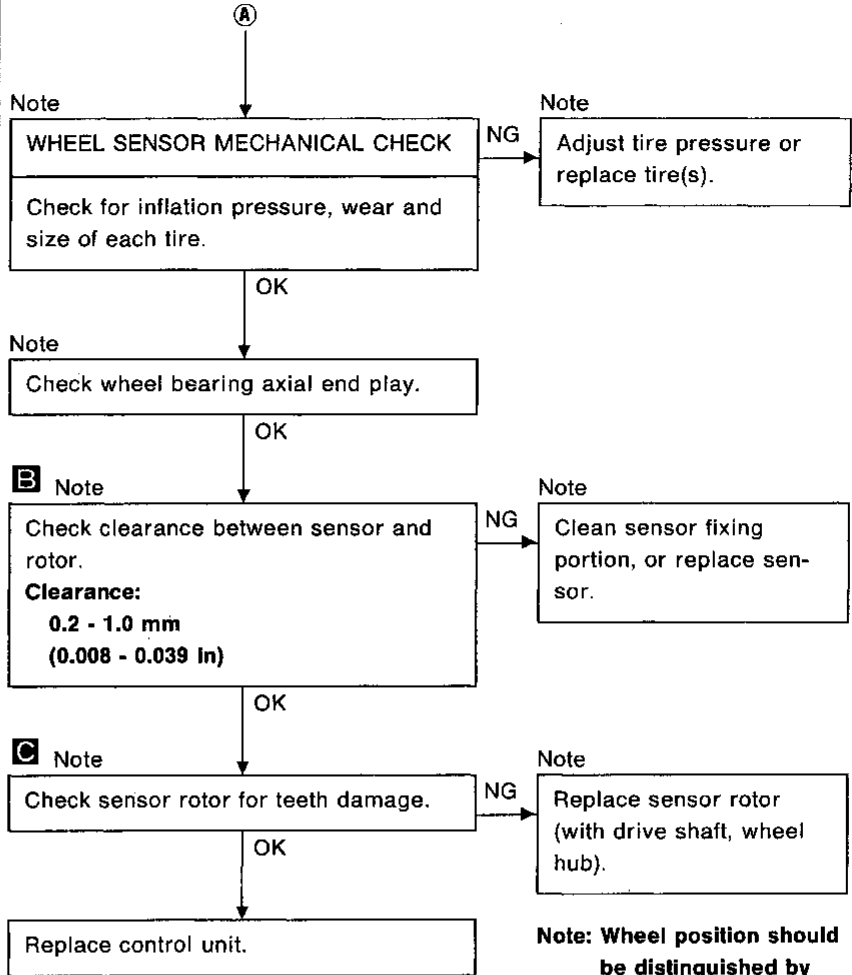 A
Note
WHEEL SENSOR MECHANICAL CHECK
Check for inflation pressure, wear and
size of each tire.
NG
Note
Adjust tire pressure or
replace tire(s).
OK
Note
Check wheel bearing axial end play.
OK
B Note
Check clearance between sensor and
rotor.
Clearance:
0.2 - 1.0 mm
(0.008 - 0.039 in)
NG
Note
Clean sensor fixing
portion, or replace sen-
sor.
OK
C Note
Check sensor rotor for teeth damage.
NG
Note
Replace sensor rotor
(with drive shaft, wheel
hub).
OK
Replace control unit.
Note: Wheel position should
be distinguished by